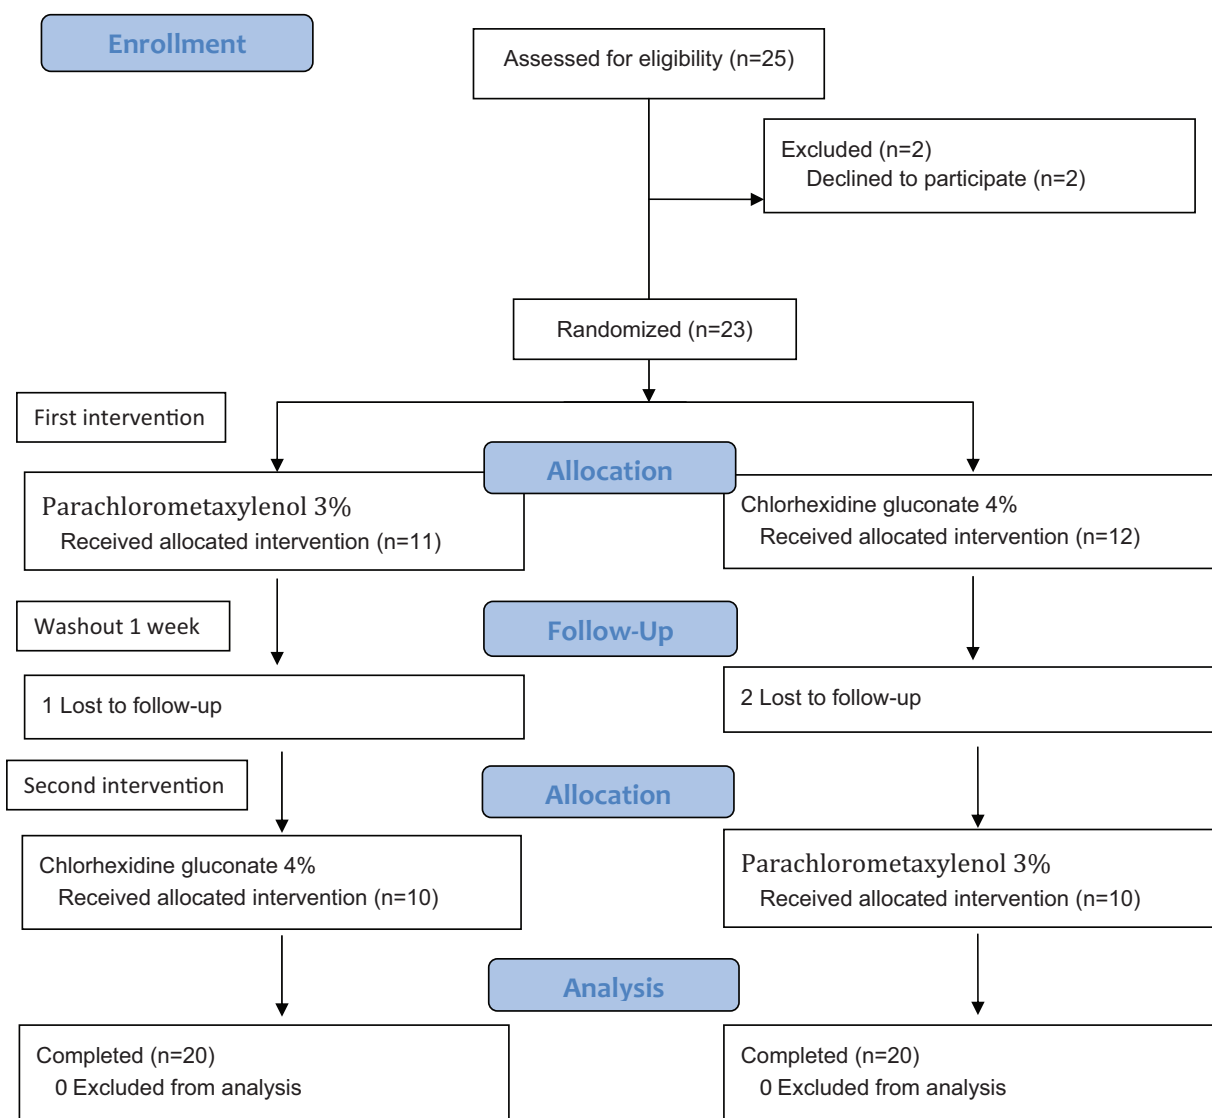 Enrollment
Assessed for eligibility (n=25)
Excluded (n=2)
Declined to participate (n=2)
Randomized (n=23)
First intervention
Allocation
Parachlorometaxylenol 3%
Received allocated intervention (n=11)
Chlorhexidine gluconate 4%
Received allocated intervention (n=12)
Washout 1 week
Follow-Up
1 Lost to follow-up
2 Lost to follow-up
Second intervention
Allocation
Chlorhexidine gluconate 4%
Received allocated intervention (n=10)
Parachlorometaxylenol 3%
Received allocated intervention (n=10)
Analysis
Completed (n=20)
0 Excluded from analysis
Completed (n=20)
0 Excluded from analysis